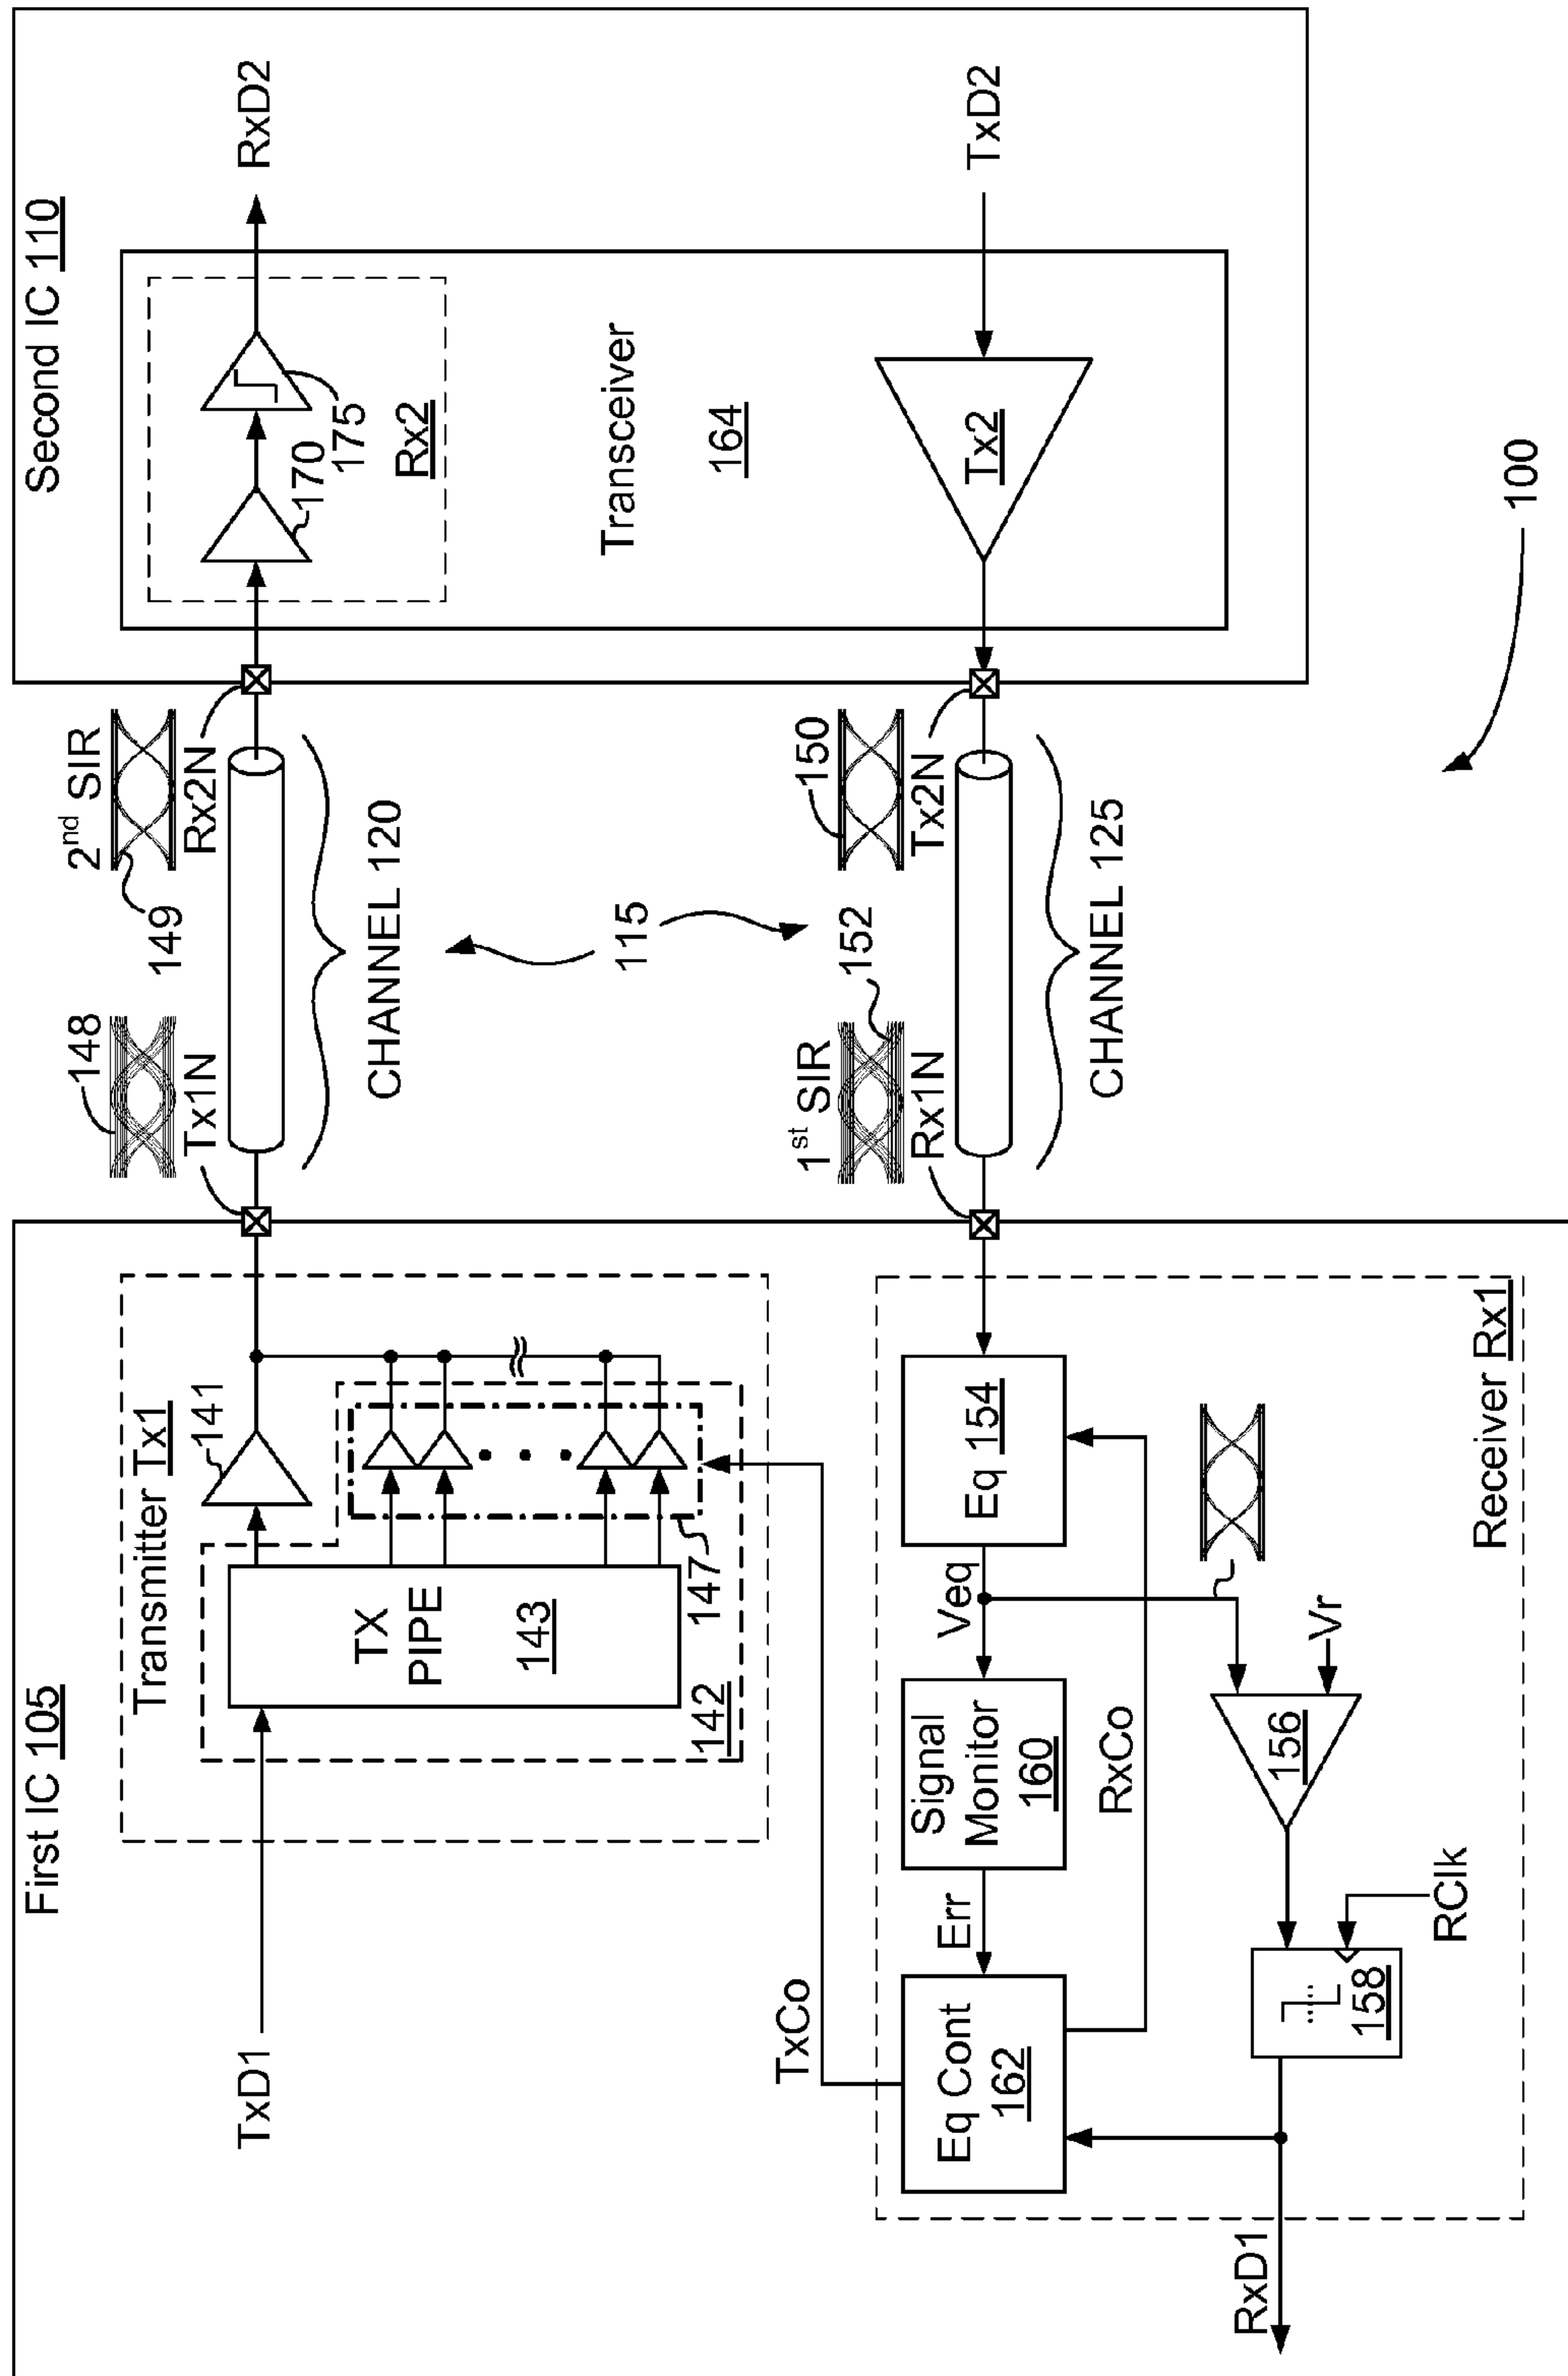 First IC 105
Second IC 110
TxD1
Transmitter Tx1
141
TX
PIPE
143
142
147
148
Tx1N
2nd SIR
149
Rx2N
CHANNEL 120
115
170
175
Rx2
RxD2
Transceiver
164
Tx2
TxD2
TxCo
1st SIR
152
Rx1N
150
Tx2N
CHANNEL 125
Eq Cont
162
Err
Signal
Monitor
160
Veq
Eq 154
RxCo
156
Vr
158
RClk
RxD1
Receiver Rx1
100